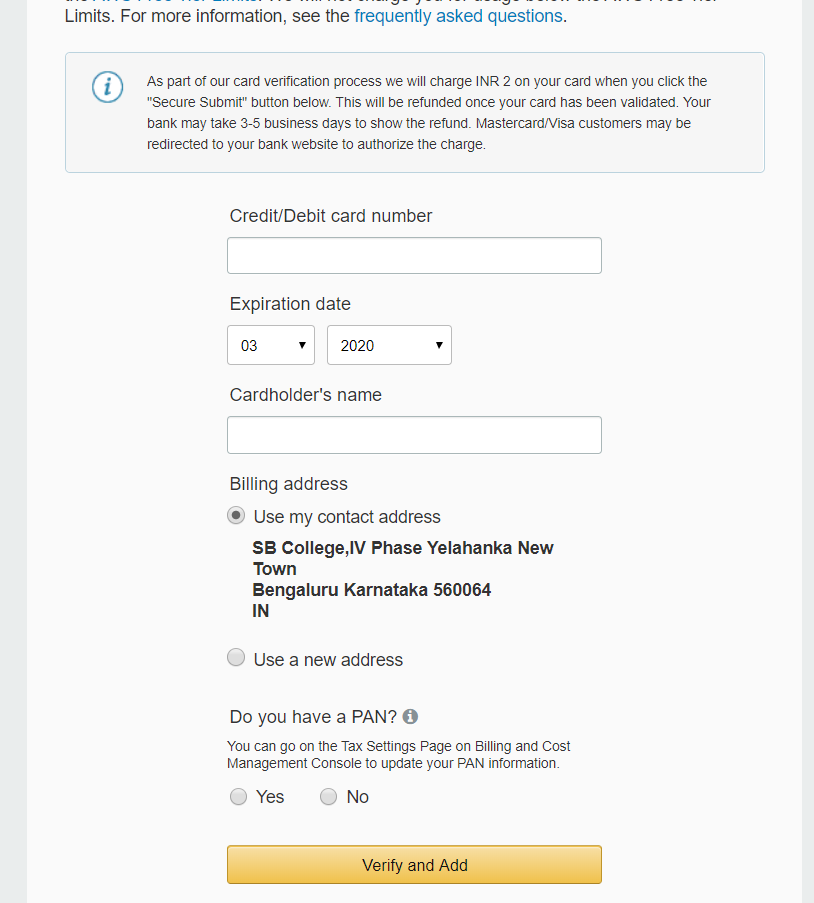 Limits. For more information, see the frequently asked questions.
As part of our card verification process we will charge INR 2 on your card when you click the
"Secure Submit" button below. This will be refunded once your card has been validated. Your
bank may take 3-5 business days to show the refund. Mastercard/Visa customers may be
redirected to your bank website to authorize the charge.
Credit/Debit card number
Expiration date
03 2020
Cardholder's name
Billing address
Use my contact address
SB College,IV Phase Yelahanka New
Town
Bengaluru Karnataka 560064
IN
Use a new address
Do you have a PAN?
You can go on the Tax Settings Page on Billing and Cost
Management Console to update your PAN information.
Yes No
Verify and Add